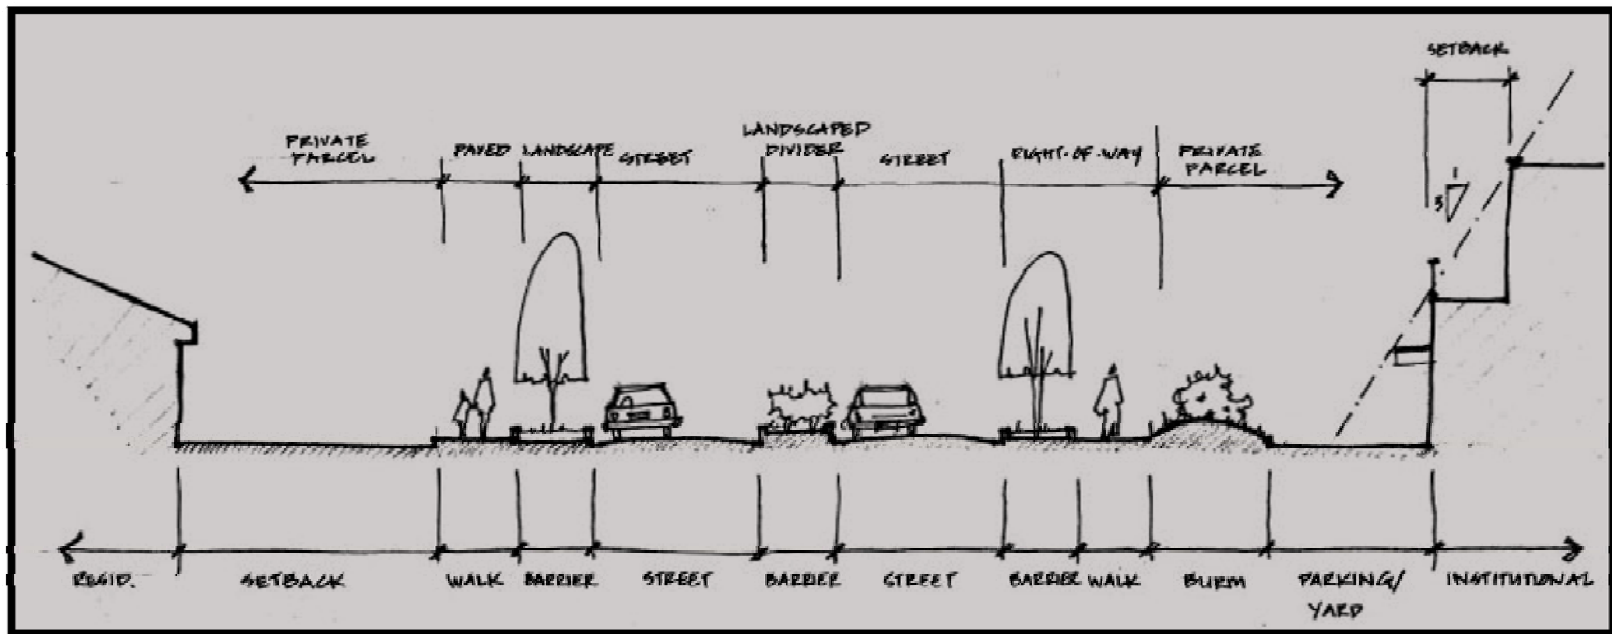 SETBACK
PRIVATE
PARCEL
PAVED
LANDSCAPE
STREET
LANDSCAPED
DIVIDER
STREET
RIGHT-OF-WAY
PRIVATE
PARCEL
1
3
RESID.
SETBACK
WALK
BARRIER
STREET
BARRIER
STREET
BARRIER
WALK
BURM
PARKING/
YARD
INSTITUTIONAL